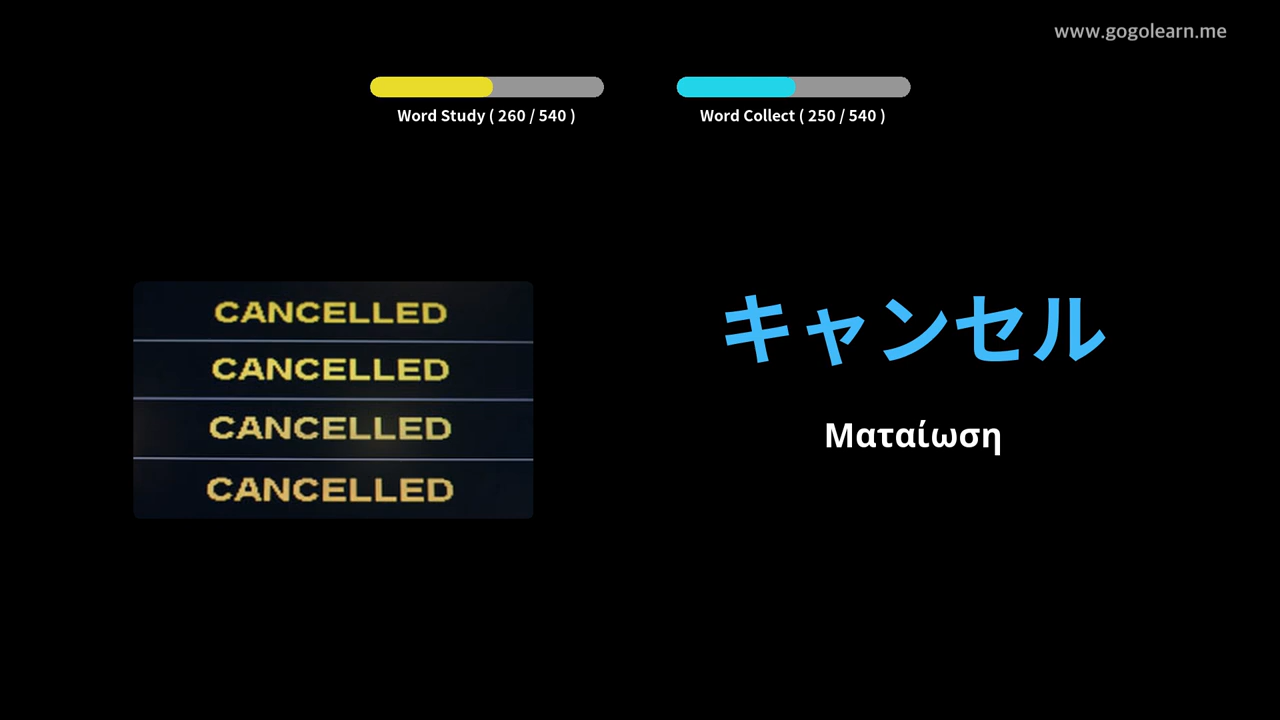 www.gogolearn.me
Word Study ( 260 / 540 )
Word Collect ( 250 / 540 )
CANCELLED
CANCELLED
CANCELLED
CANCELLED
キャンセル
Ματαίωση